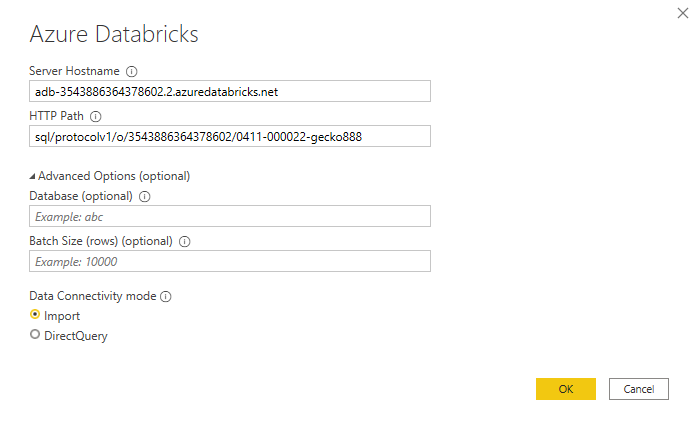 Azure Databricks
Server Hostname
adb-3543886364378602.2.azuredatabricks.net
HTTP Path
sql/protocolv1/o/3543886364378602/0411-000022-gecko888
Advanced Options (optional)
Database (optional)
Example: abc
Batch Size (rows) (optional)
Example: 10000
Data Connectivity mode
Import
DirectQuery
OK
Cancel